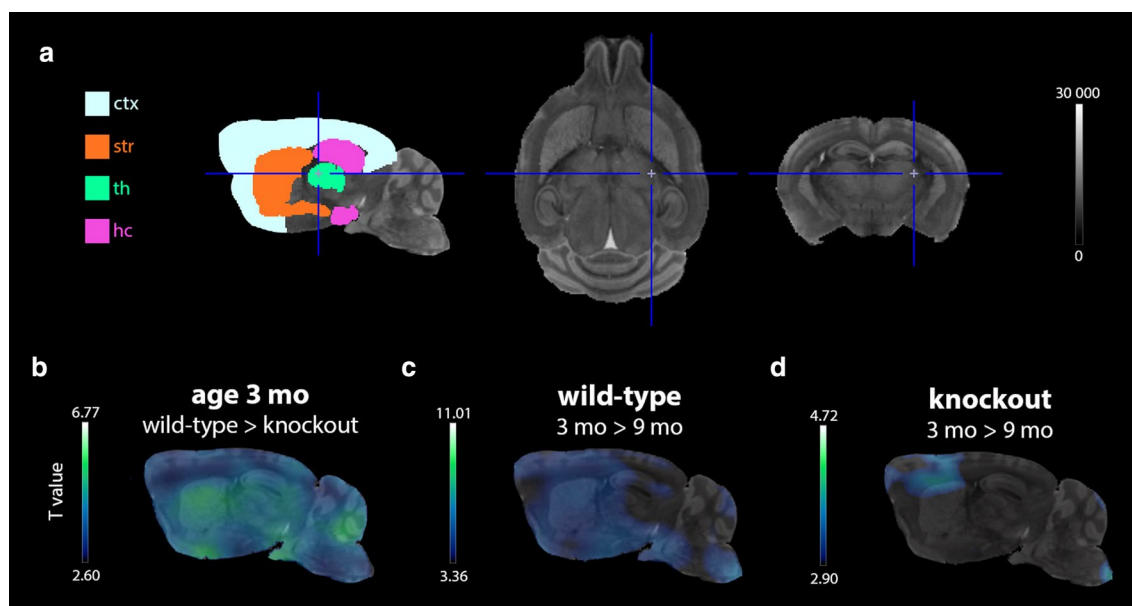 a
ctx
str
th
hc
30 000
0
b
age 3 mo
wild-type > knockout
6.77
T value
2.60
c
wild-type
3 mo > 9 mo
11.01
3.36
d
knockout
3 mo > 9 mo
4.72
2.90